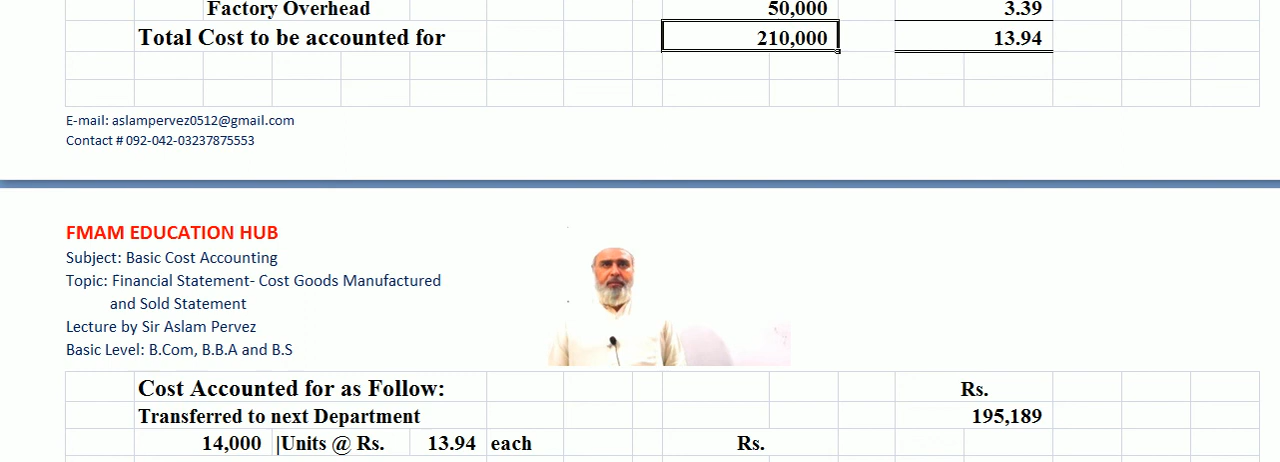 Factory Overhead 50,000 3.39
Total Cost to be accounted for 210,000 13.94
E-mail: aslampervez0512@gmail.com
Contact # 092-042-03237875553
FMAM EDUCATION HUB
Subject: Basic Cost Accounting
Topic: Financial Statement- Cost Goods Manufactured
and Sold Statement
Lecture by Sir Aslam Pervez
Basic Level: B.Com, B.B.A and B.S
Cost Accounted for as Follow: Rs.
Transferred to next Department 195,189
14,000 |Units @ Rs. 13.94 each Rs.